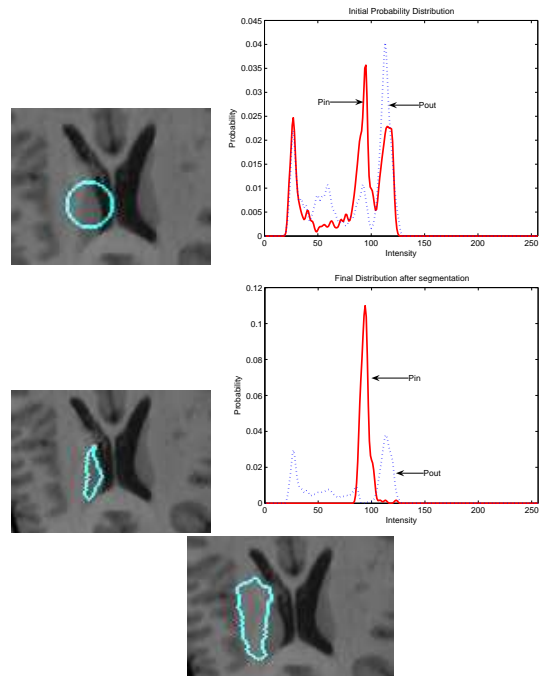 Initial Probability Distribution
0.045
0.04
0.035
0.03
0.025
0.02
0.015
0.01
0.005
0
Probability
Pin
Pout
0 50 100 150 200 250
Intensity
Final Distribution after segmentation
0.12
0.1
0.08
0.06
0.04
0.02
0
Probability
Pin
Pout
0 50 100 150 200 250
Intensity